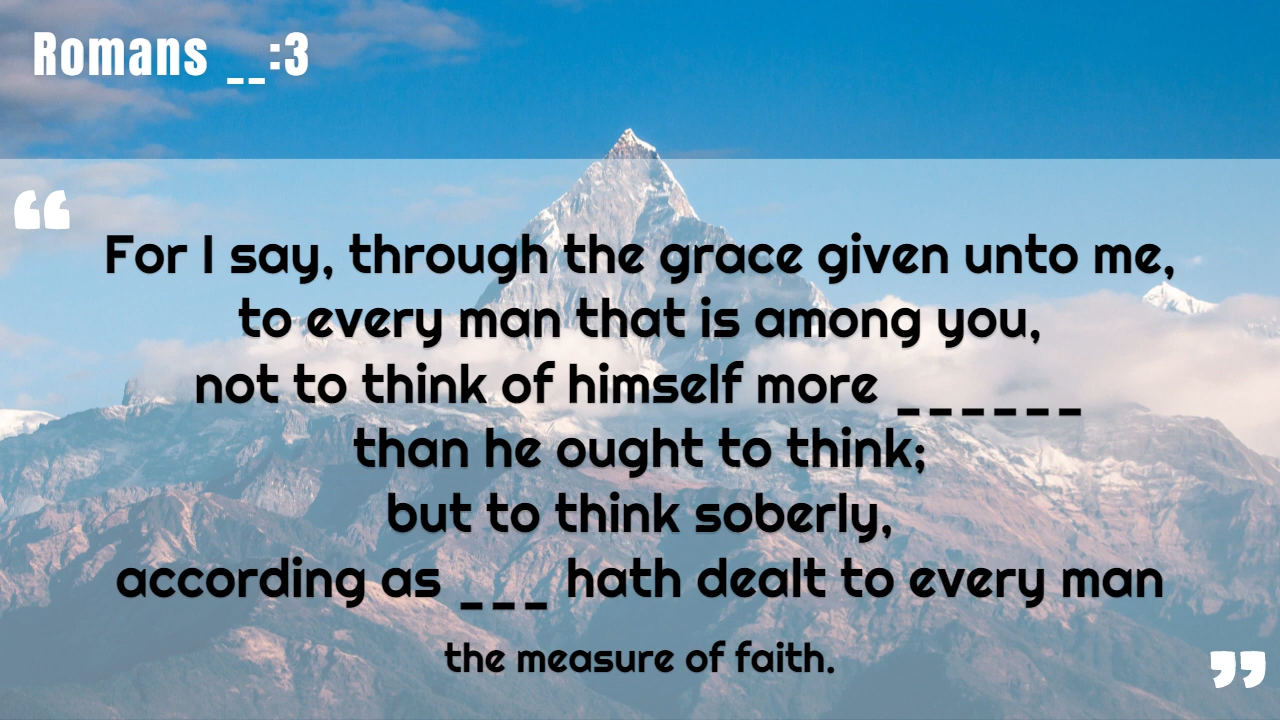 Romans __:3
“
For I say, through the grace given unto me,
to every man that is among you,
not to think of himself more ______
than he ought to think;
but to think soberly,
according as ___ hath dealt to every man
the measure of faith.
”